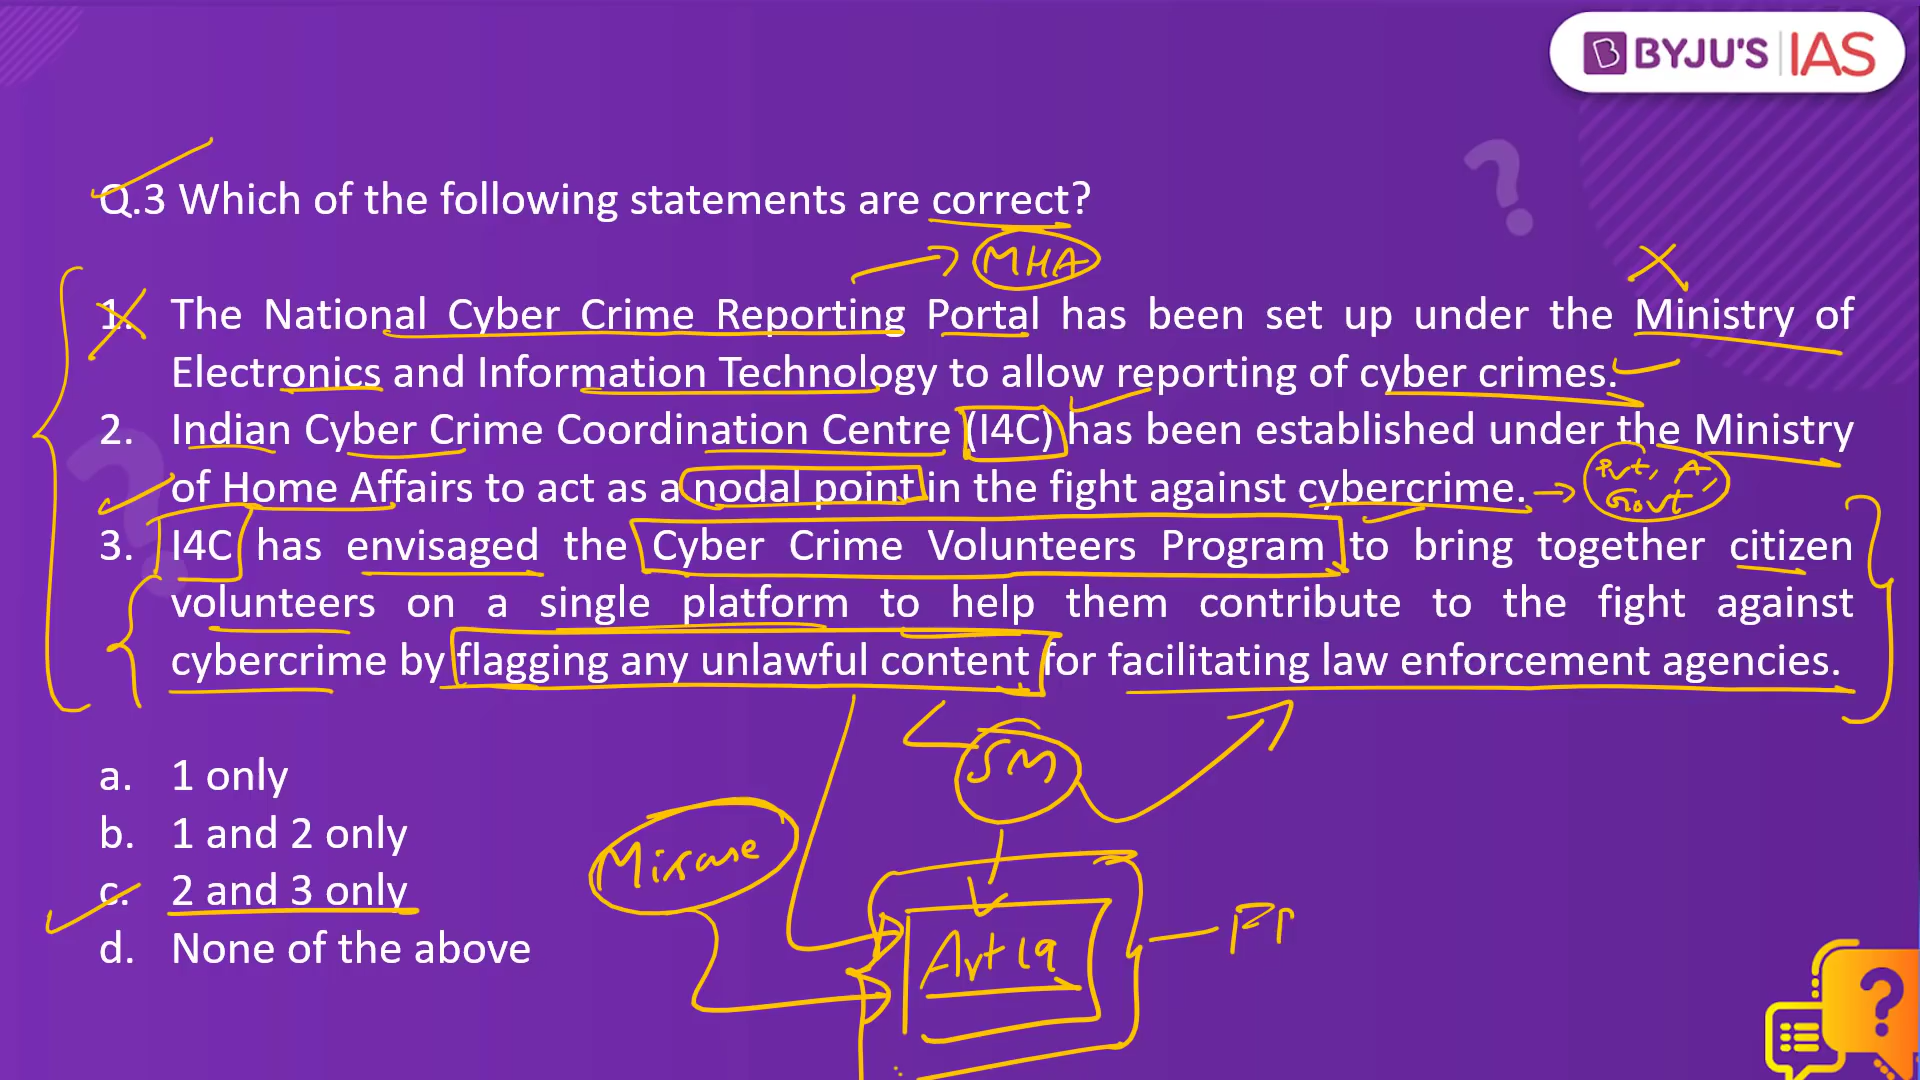 BYJU'S IAS
Q.3 Which of the following statements are correct?
MHA
1. The National Cyber Crime Reporting Portal has been set up under the Ministry of
Electronics and Information Technology to allow reporting of cyber crimes.
2. Indian Cyber Crime Coordination Centre (I4C) has been established under the Ministry
of Home Affairs to act as a nodal point in the fight against cybercrime.
Pvt, A,
Govt
3. I4C has envisaged the Cyber Crime Volunteers Program to bring together citizen
volunteers on a single platform to help them contribute to the fight against
cybercrime by flagging any unlawful content for facilitating law enforcement agencies.
SM
a. 1 only
b. 1 and 2 only
Misuse
c. 2 and 3 only
d. None of the above
Art 19